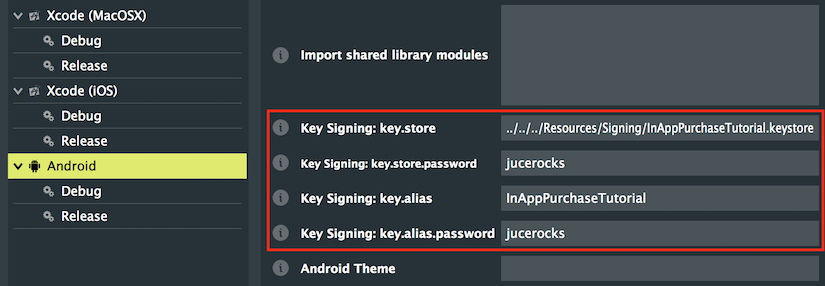 Xcode (MacOSX)
Debug
Release
Xcode (iOS)
Debug
Release
Android
Debug
Release
Import shared library modules
Key Signing: key.store
../../../Resources/Signing/InAppPurchaseTutorial.keystore
Key Signing: key.store.password
jucerocks
Key Signing: key.alias
InAppPurchaseTutorial
Key Signing: key.alias.password
jucerocks
Android Theme